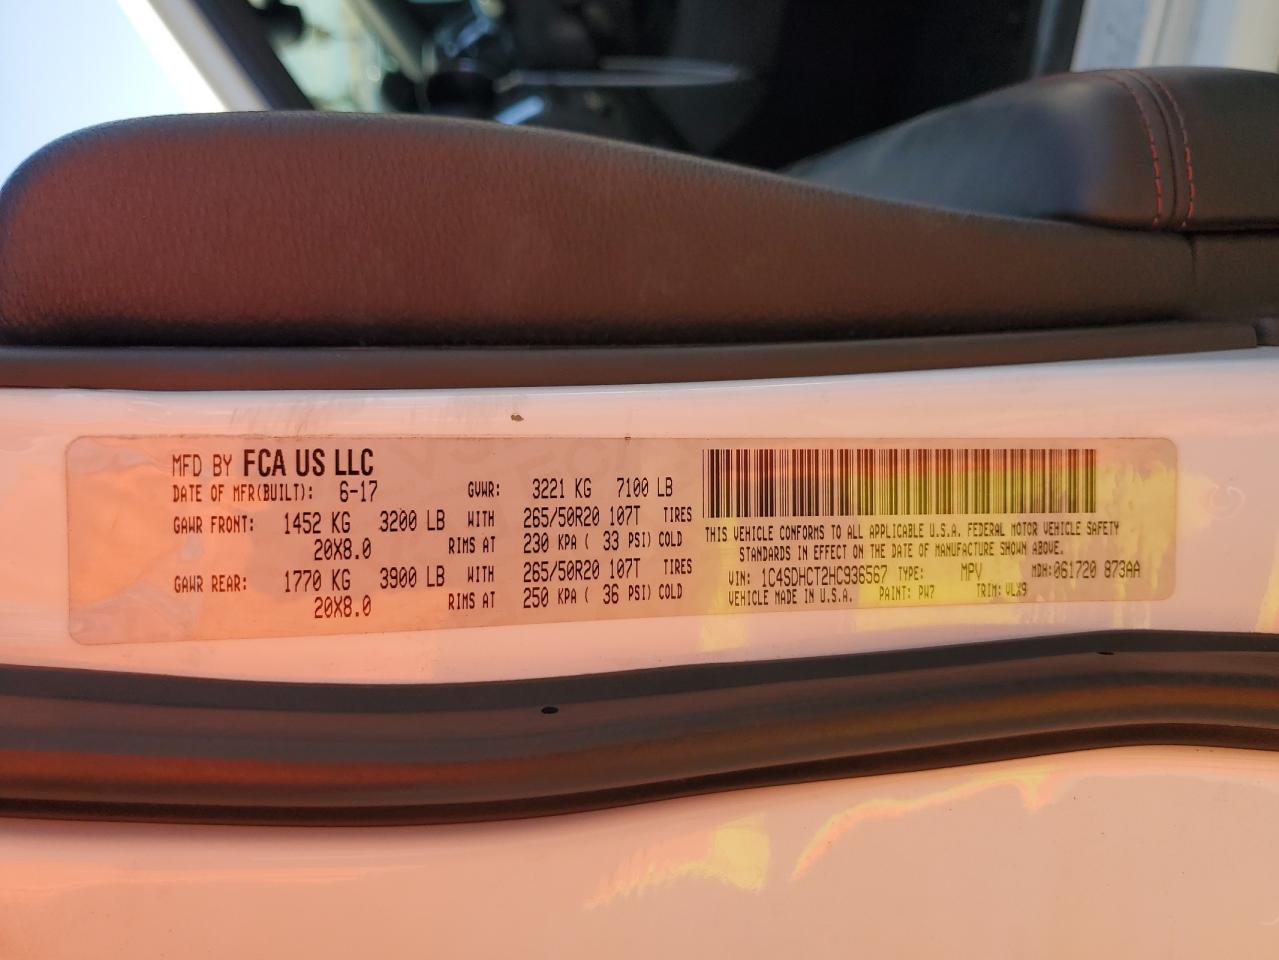 MFD BY FCA US LLC
DATE OF MFR(BUILT): 6-17 GVWR: 3221 KG 7100 LB
GAWR FRONT: 1452 KG 3200 LB WITH 265/50R20 107T TIRES
20X8.0 RIMS AT 230 KPA ( 33 PSI) COLD
GAWR REAR: 1770 KG 3900 LB WITH 265/50R20 107T TIRES
20X8.0 RIMS AT 250 KPA ( 36 PSI) COLD
THIS VEHICLE CONFORMS TO ALL APPLICABLE U.S.A. FEDERAL MOTOR VEHICLE SAFETY
STANDARDS IN EFFECT ON THE DATE OF MANUFACTURE SHOWN ABOVE.
VIN: 1C4SDHCT2HC936567 TYPE: MPV MDH:061720 873AA
VEHICLE MADE IN U.S.A. PAINT: PW7 TRIM: VLX9